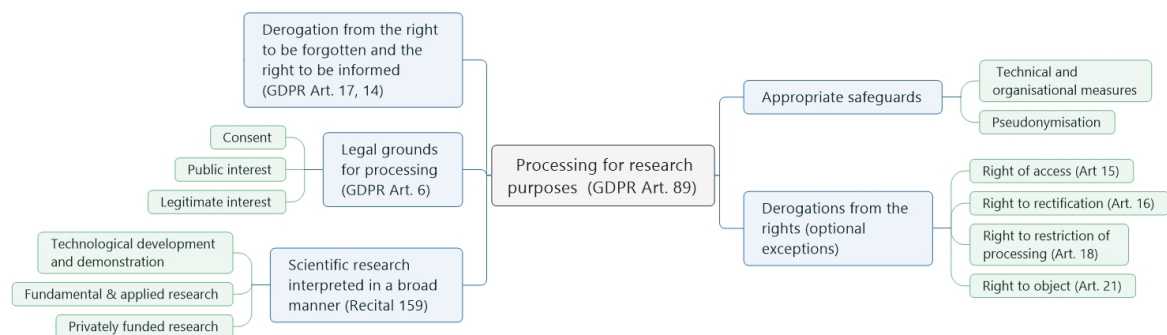 Derogation from the right
to be forgotten and the
right to be informed
(GDPR Art. 17, 14)
Consent
Public interest
Legitimate interest
Legal grounds
for processing
(GDPR Art. 6)
Technological development
and demonstration
Fundamental & applied research
Privately funded research
Scientific research
interpreted in a broad
manner (Recital 159)
Processing for research
purposes (GDPR Art. 89)
Appropriate safeguards
Technical and
organisational measures
Pseudonymisation
Derogations from the
rights (optional
exceptions)
Right of access (Art 15)
Right to rectification (Art. 16)
Right to restriction of
processing (Art. 18)
Right to object (Art. 21)